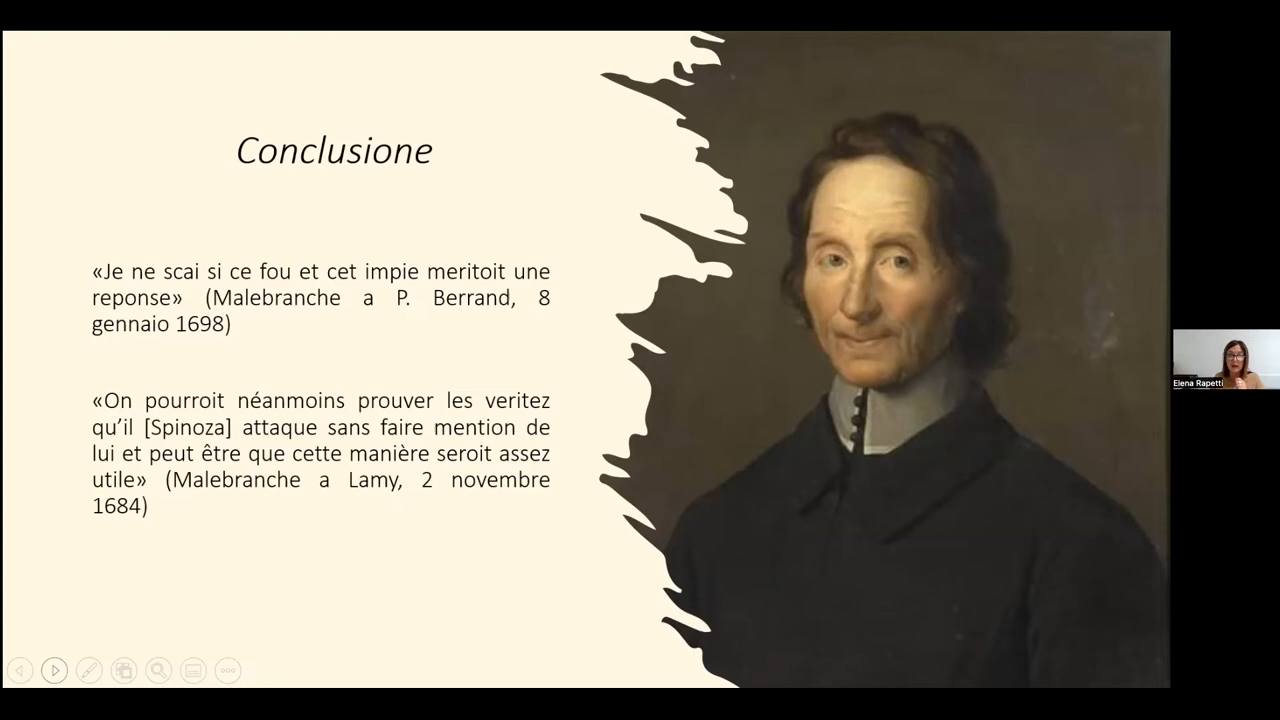 Conclusione
«Je ne scai si ce fou et cet impie meritoit une
reponse» (Malebranche a P. Berrand, 8
gennaio 1698)
«On pourroit néanmoins prouver les veritez
qu’il [Spinoza] attaque sans faire mention de
lui et peut être que cette manière seroit assez
utile» (Malebranche a Lamy, 2 novembre
1684)
Elena Rapetti